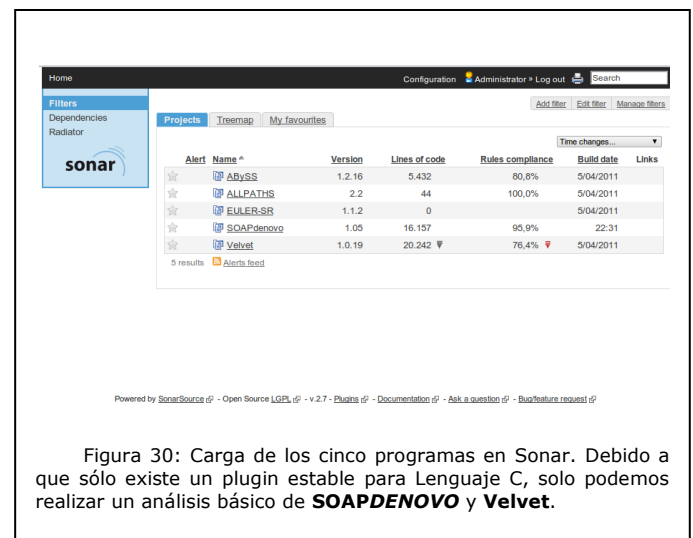 Home Configuration Administrator » Log out Search
Filters
Dependencies
Radiator
sonar
Add filter Edit filter Manage filters
Projects Treemap My favourites
Time changes...
Alert Name Version Lines of code Rules compliance Build date Links
AbySS 1.2.16 5.432 80,8% 5/04/2011
ALLPATHS 2.2 44 100,0% 5/04/2011
EULER-SR 1.1.2 0 5/04/2011
SOAPdenovo 1.05 16.157 95,9% 22:31
Velvet 1.0.19 20.242 76,4% 5/04/2011
5 results Alerts feed
Powered by SonarSource - Open Source LGPL - v.2.7 - Plugins - Documentation - Ask a question - Bug/feature request
Figura 30: Carga de los cinco programas en Sonar. Debido a
que sólo existe un plugin estable para Lenguaje C, solo podemos
realizar un análisis básico de SOAPDENOVO y Velvet.